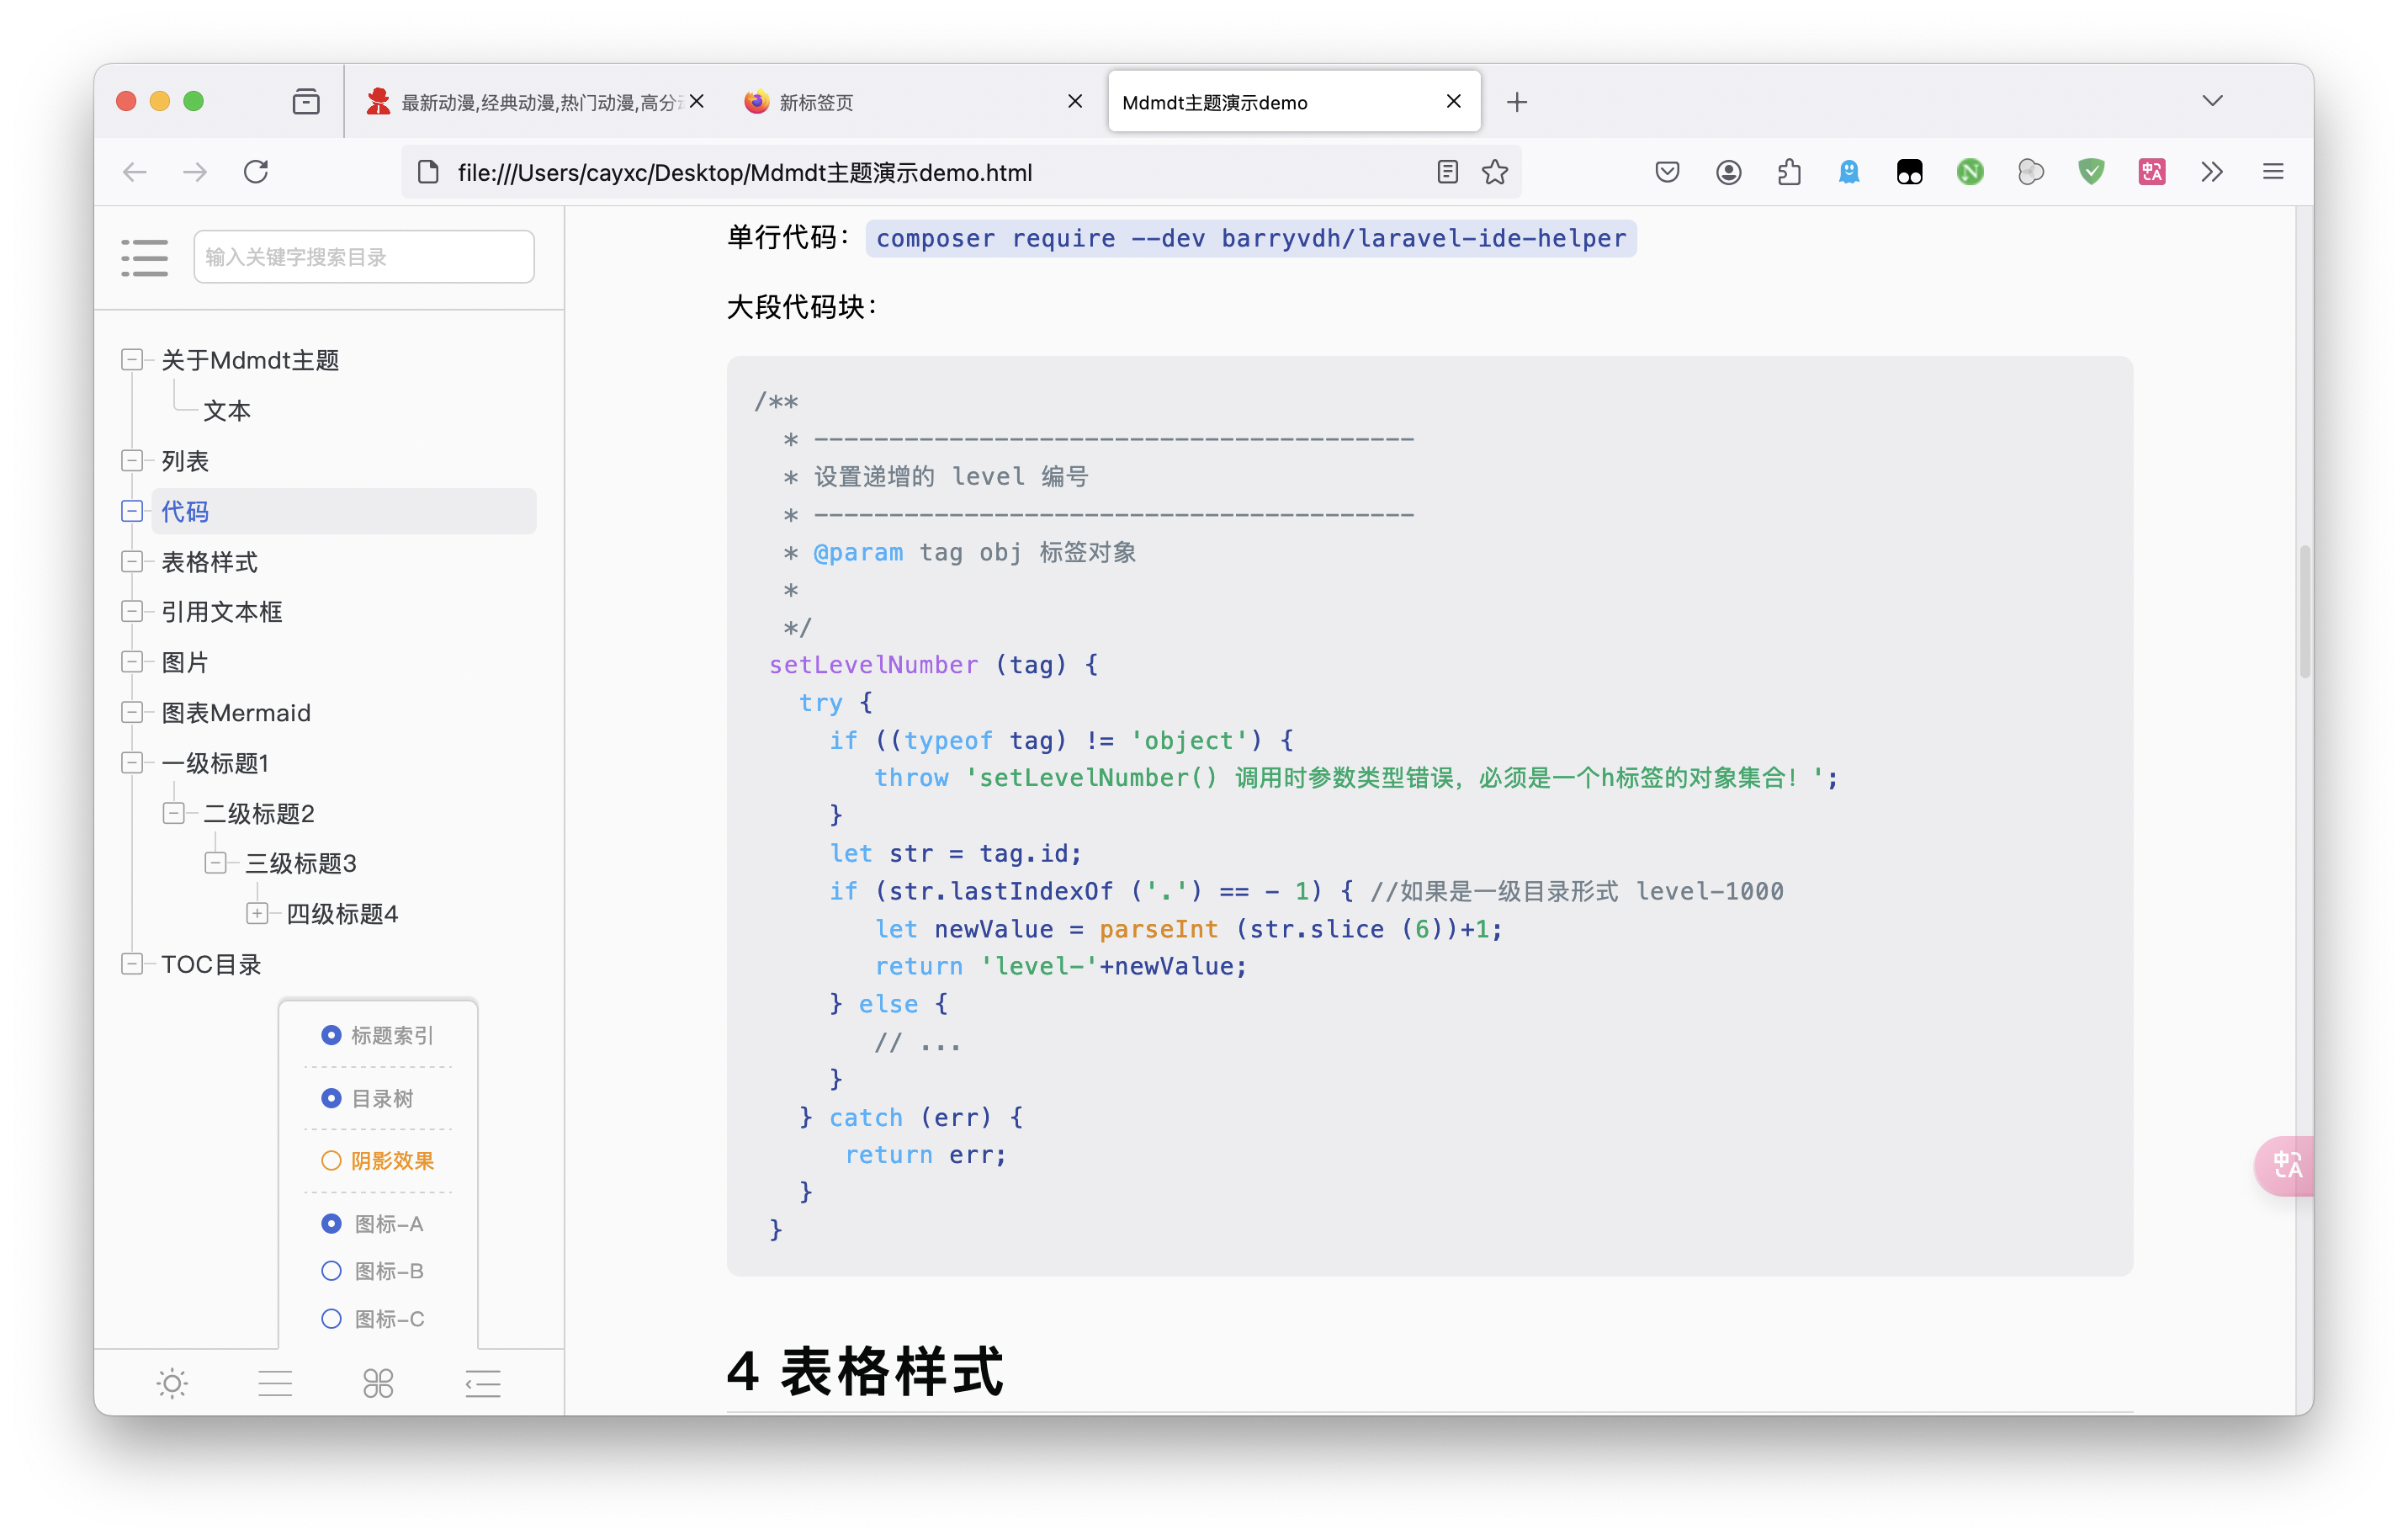 最新动漫,经典动漫,热门动漫,高分
新标签页
Mdmdt主题演示demo
file:///Users/cayxc/Desktop/Mdmdt主题演示demo.html
输入关键字搜索目录
关于Mdmdt主题
文本
列表
代码
表格样式
引用文本框
图片
图表Mermaid
一级标题1
二级标题2
三级标题3
四级标题4
TOC目录
标题索引
目录树
阴影效果
图标-A
图标-B
图标-C
单行代码： composer require --dev barryvdh/laravel-ide-helper
大段代码块：
/**
* ----------------------------------------
* 设置递增的 level 编号
* ----------------------------------------
* @param tag obj 标签对象
*
*/
setLevelNumber (tag) {
try {
if ((typeof tag) != 'object') {
throw 'setLevelNumber() 调用时参数类型错误，必须是一个h标签的对象集合！';
}
let str = tag.id;
if (str.lastIndexOf ('.') == - 1) { //如果是一级目录形式 level-1000
let newValue = parseInt (str.slice (6))+1;
return 'level-'+newValue;
} else {
// ...
}
} catch (err) {
return err;
}
}
4 表格样式
中A